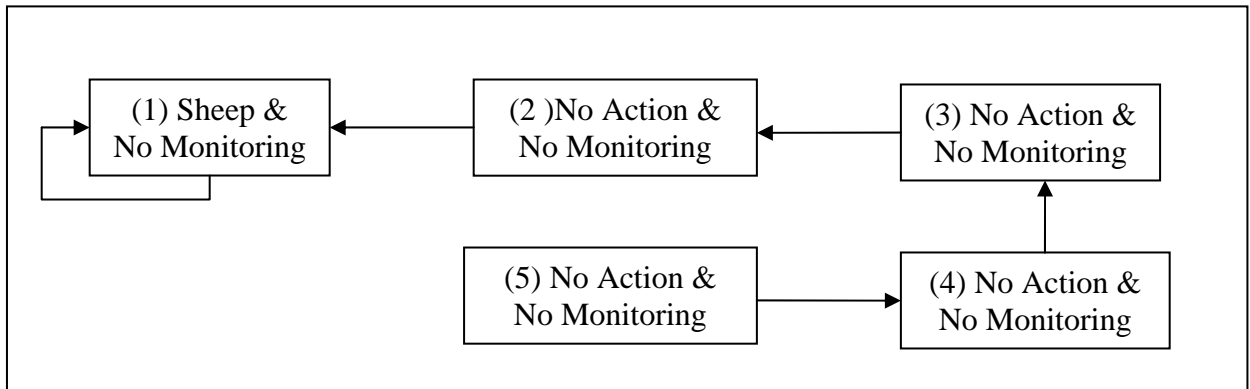 (1) Sheep &
No Monitoring
(2 )No Action &
No Monitoring
(3) No Action &
No Monitoring
(5) No Action &
No Monitoring
(4) No Action &
No Monitoring